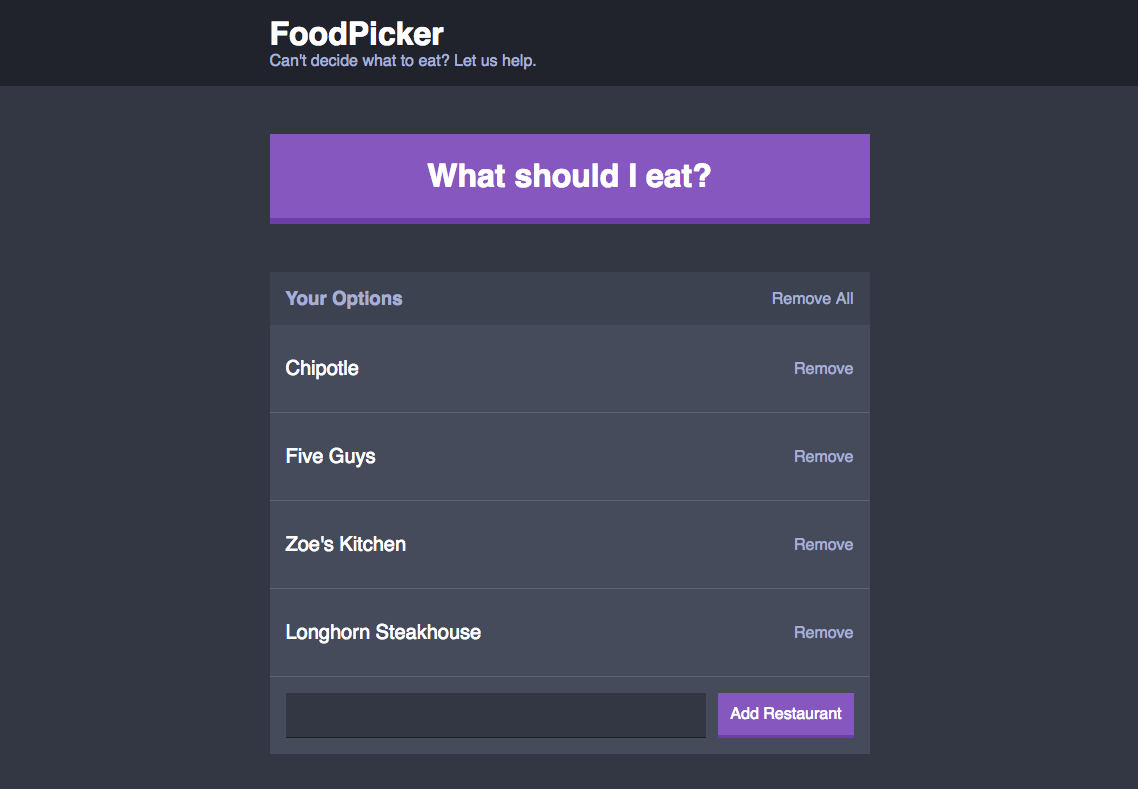 FoodPicker
Can't decide what to eat? Let us help.
What should I eat?
Your Options
Remove All
Chipotle
Remove
Five Guys
Remove
Zoe's Kitchen
Remove
Longhorn Steakhouse
Remove
Add Restaurant